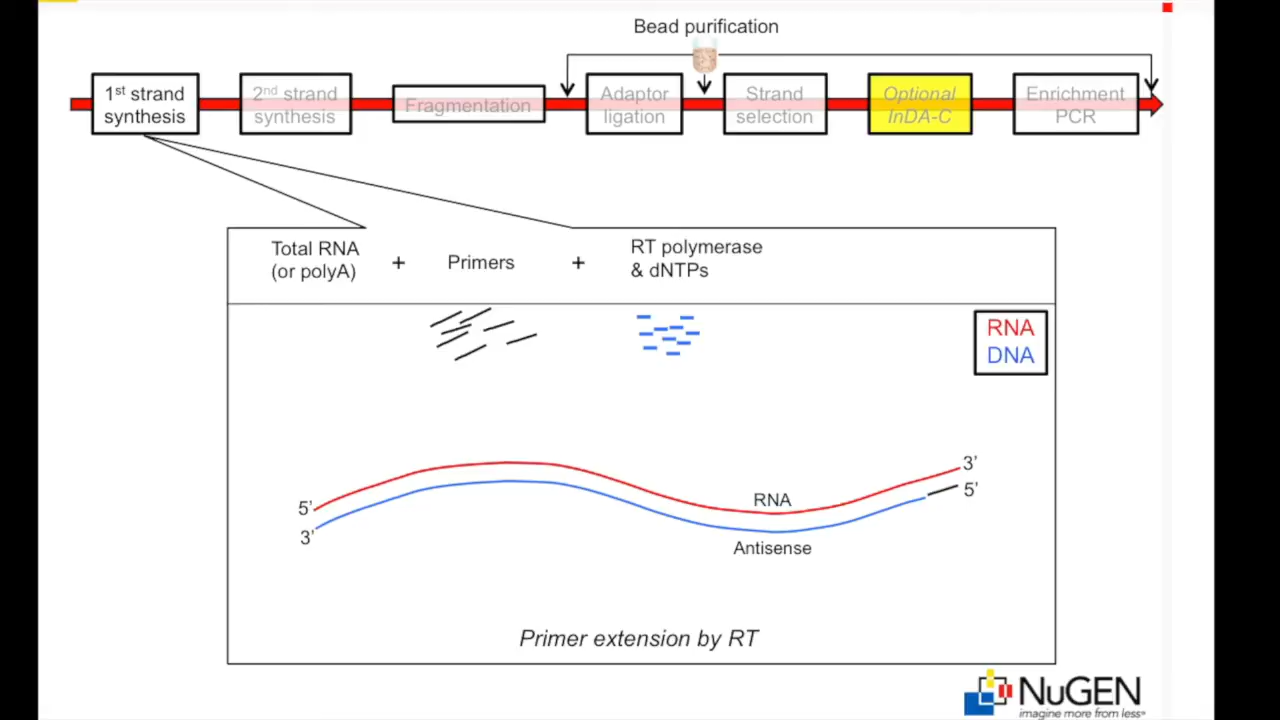 Bead purification
1st strand
synthesis
2nd strand
synthesis
Fragmentation
Adaptor
ligation
Strand
selection
Optional
InDA-C
Enrichment
PCR
Total RNA
(or polyA)
+
Primers
+
RT polymerase
& dNTPs
RNA
DNA
3’
5’
RNA
5’
3’
Antisense
Primer extension by RT
NuGEN
imagine more from less℠